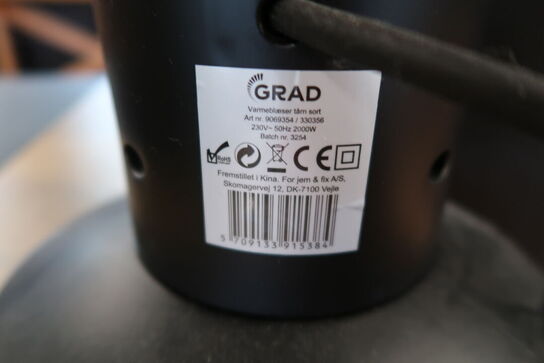 GRAD
Varmeblæser tårn sort
Art nr. 9069354 / 330356
230V~ 50Hz 2000W
Batch nr. 3254
RoHS CE
Fremstillet i Kina. For jem & fix A/S,
Skomagervej 12, DK-7100 Vejle
5 709133 915384